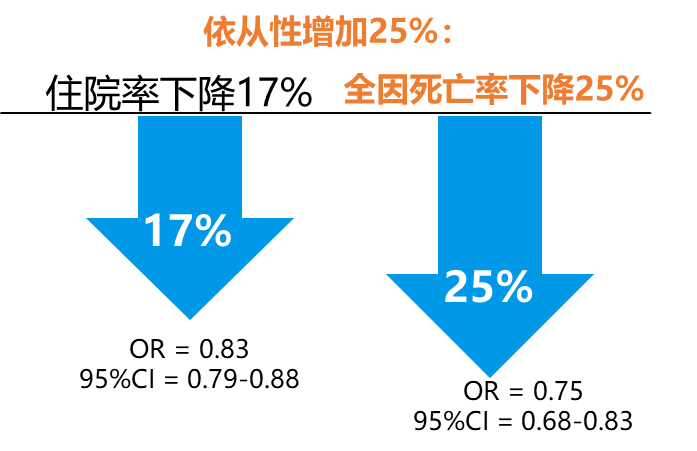 依从性增加25%：
住院率下降17%
全因死亡率下降25%
17%
25%
OR = 0.83
95%CI = 0.79-0.88
OR = 0.75
95%CI = 0.68-0.83